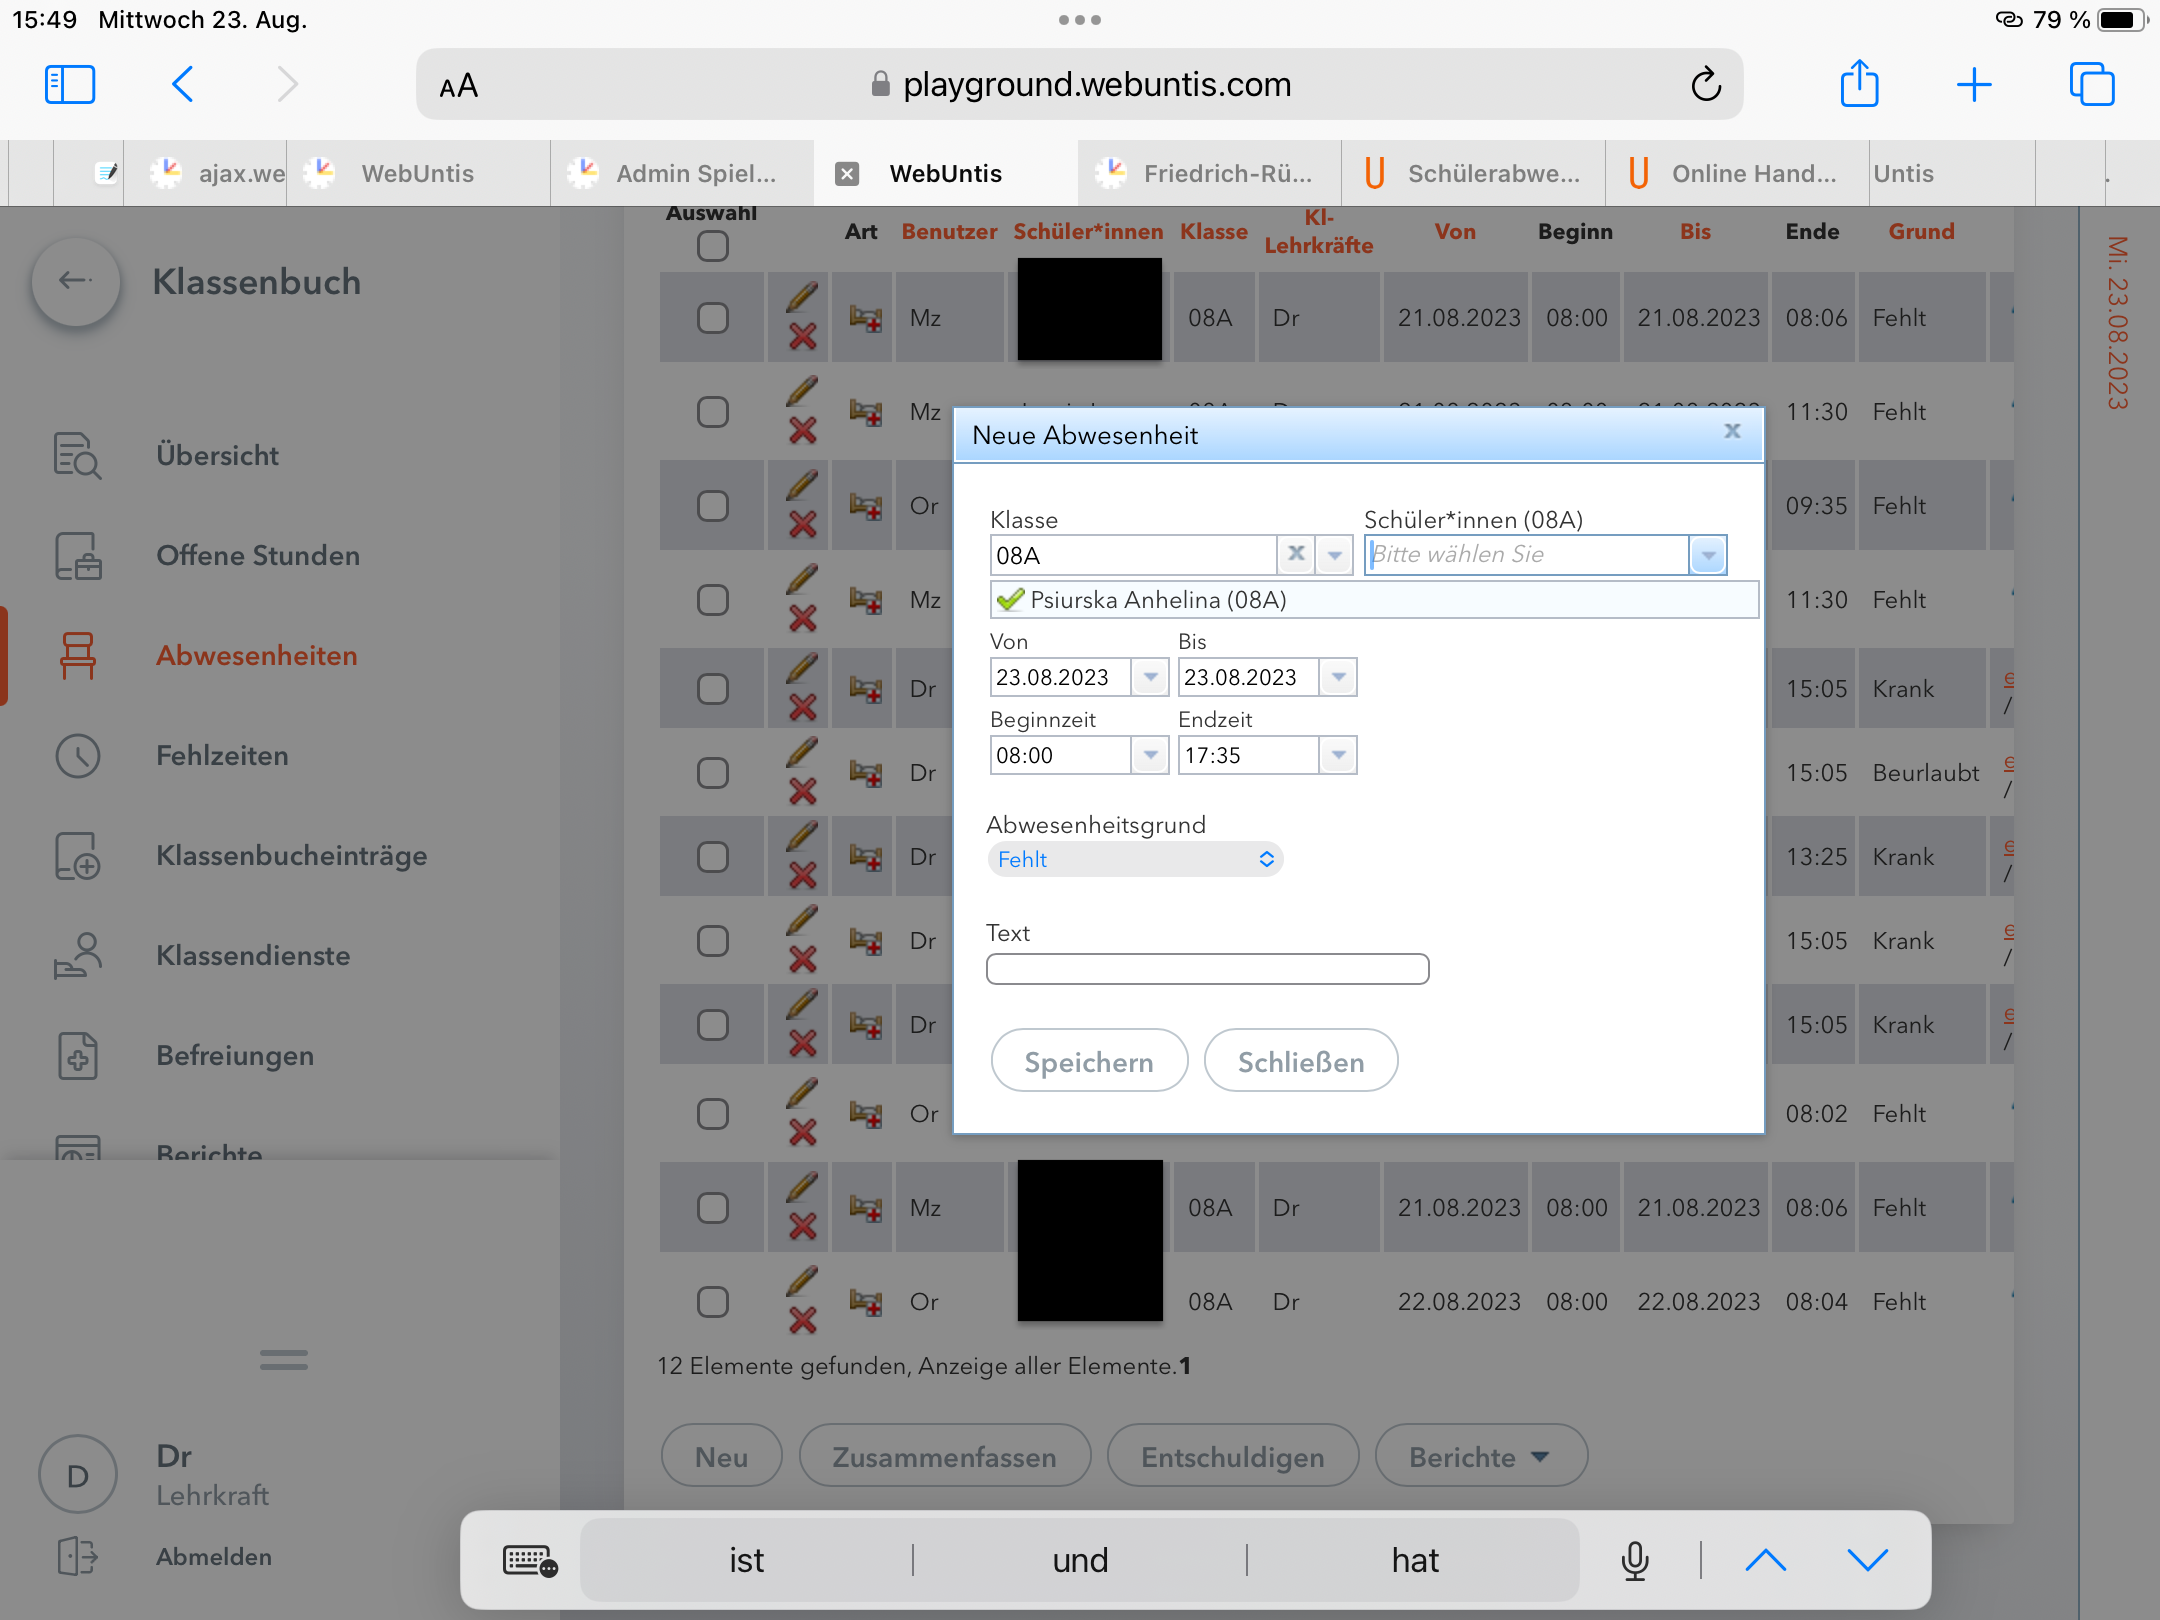 15:49 Mittwoch 23. Aug.
79 %
AA
playground.webuntis.com
ajax.we
WebUntis
Admin Spiel...
WebUntis
Friedrich-Rü...
Schülerabwe...
Online Hand...
Untis
Klassenbuch
Übersicht
Offene Stunden
Abwesenheiten
Fehlzeiten
Klassenbucheinträge
Klassendienste
Befreiungen
Berichte
D
Dr
Lehrkraft
Abmelden
Auswahl Art Benutzer Schüler*innen Klasse Kl-Lehrkräfte Von Beginn Bis Ende Grund
Mz 08A Dr 21.08.2023 08:00 21.08.2023 08:06 Fehlt
Mz 11:30 Fehlt
Or 09:35 Fehlt
Mz 11:30 Fehlt
Dr 15:05 Krank e /
Dr 15:05 Beurlaubt e /
Dr 13:25 Krank e /
Dr 15:05 Krank e /
Dr 15:05 Krank e /
Or 08:02 Fehlt
Mz 08A Dr 21.08.2023 08:00 21.08.2023 08:06 Fehlt
Or 08A Dr 22.08.2023 08:00 22.08.2023 08:04 Fehlt
12 Elemente gefunden, Anzeige aller Elemente.1
Neu
Zusammenfassen
Entschuldigen
Berichte
Mi. 23.08.2023
Neue Abwesenheit
x
Klasse
08A
x
Schüler*innen (08A)
Bitte wählen Sie
Psiurska Anhelina (08A)
Von Bis
23.08.2023 23.08.2023
Beginnzeit Endzeit
08:00 17:35
Abwesenheitsgrund
Fehlt
Text
Speichern
Schließen
ist
und
hat